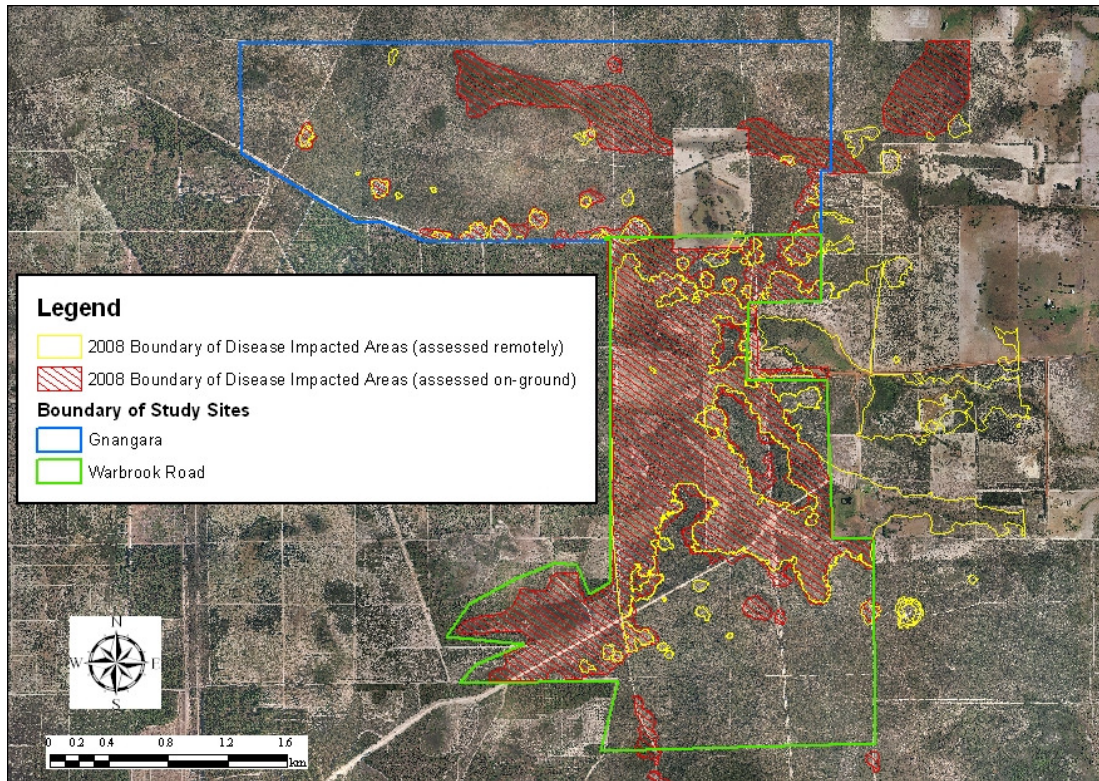 Legend
2008 Boundary of Disease Impacted Areas (assessed remotely)
2008 Boundary of Disease Impacted Areas (assessed on-ground)
Boundary of Study Sites
Gnangara
Warbrook Road
N
W E
S
0 0.2 0.4 0.8 1.2 1.6
km